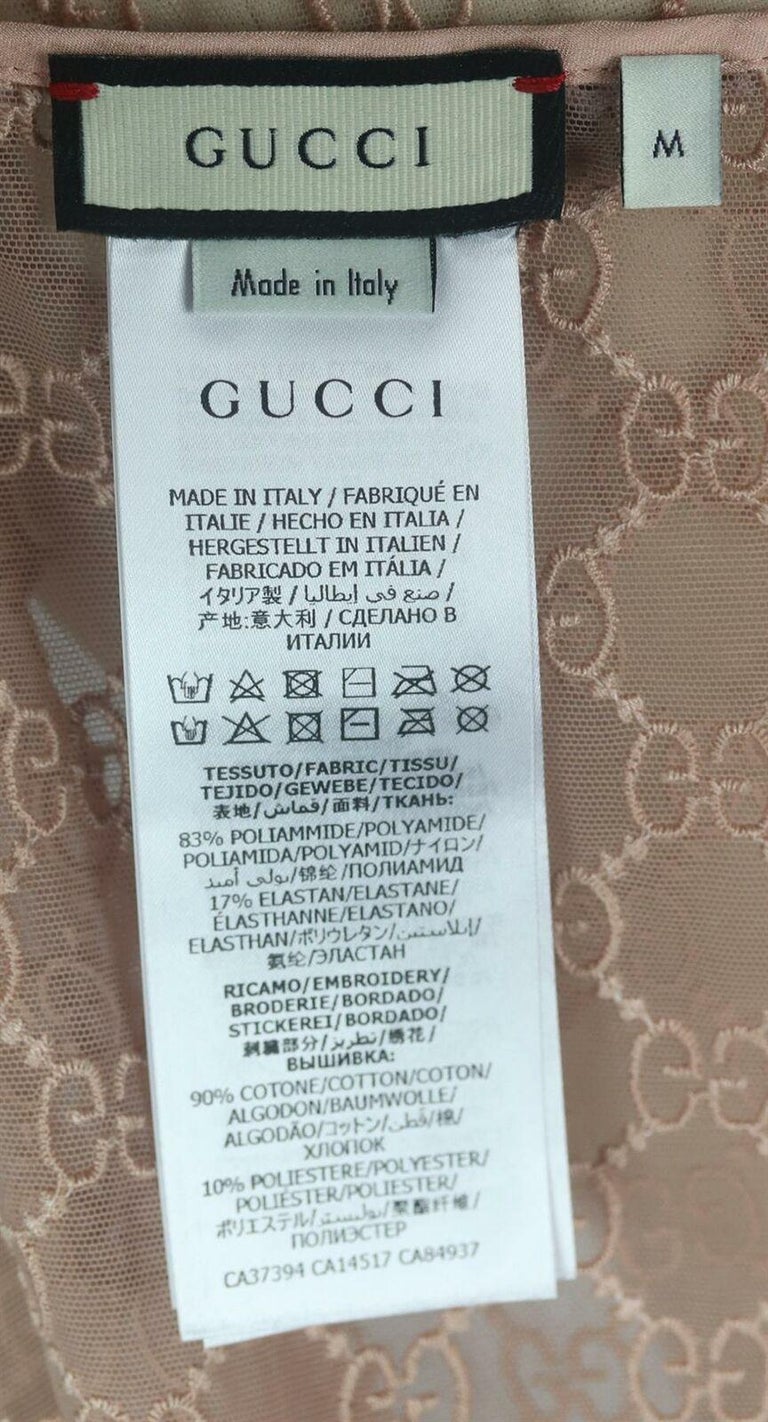 GUCCI
M
Made in Italy
GUCCI
MADE IN ITALY / FABRIQUÉ EN
ITALIE / HECHO EN ITALIA /
HERGESTELLT IN ITALIEN /
FABRICADO EM ITÁLIA /
イタリア製 / صنع في إيطاليا /
产地:意大利 / СДЕЛАНО В
ИТАЛИИ
TESSUTO/FABRIC/TISSU/
TEJIDO/GEWEBE/TECIDO/
表地/قماش/面料/ТКАНЬ:
83% POLIAMMIDE/POLYAMIDE/
POLIAMIDA/POLYAMID/ナイロン/
بولي أميد/锦纶/ПОЛИАМИД
17% ELASTAN/ELASTANE/
ÉLASTHANNE/ELASTANO/
ELASTHAN/ポリウレタン/إيلاستين/
氨纶/ЭЛАСТАН
RICAMO/EMBROIDERY/
BRODERIE/BORDADO/
STICKEREI/BORDADO/
刺繍部分/تطريز/绣花/
ВЫШИВКА:
90% COTONE/COTTON/COTON/
ALGODON/BAUMWOLLE/
ALGODÃO/コットン/قطن/棉/
ХЛОПОК
10% POLIESTERE/POLYESTER/
POLIÉSTER/POLIESTER/
ポリエステル/بوليستر/聚酯纤维/
ПОЛИЭСТЕР
CA37394 CA14517 CA84937